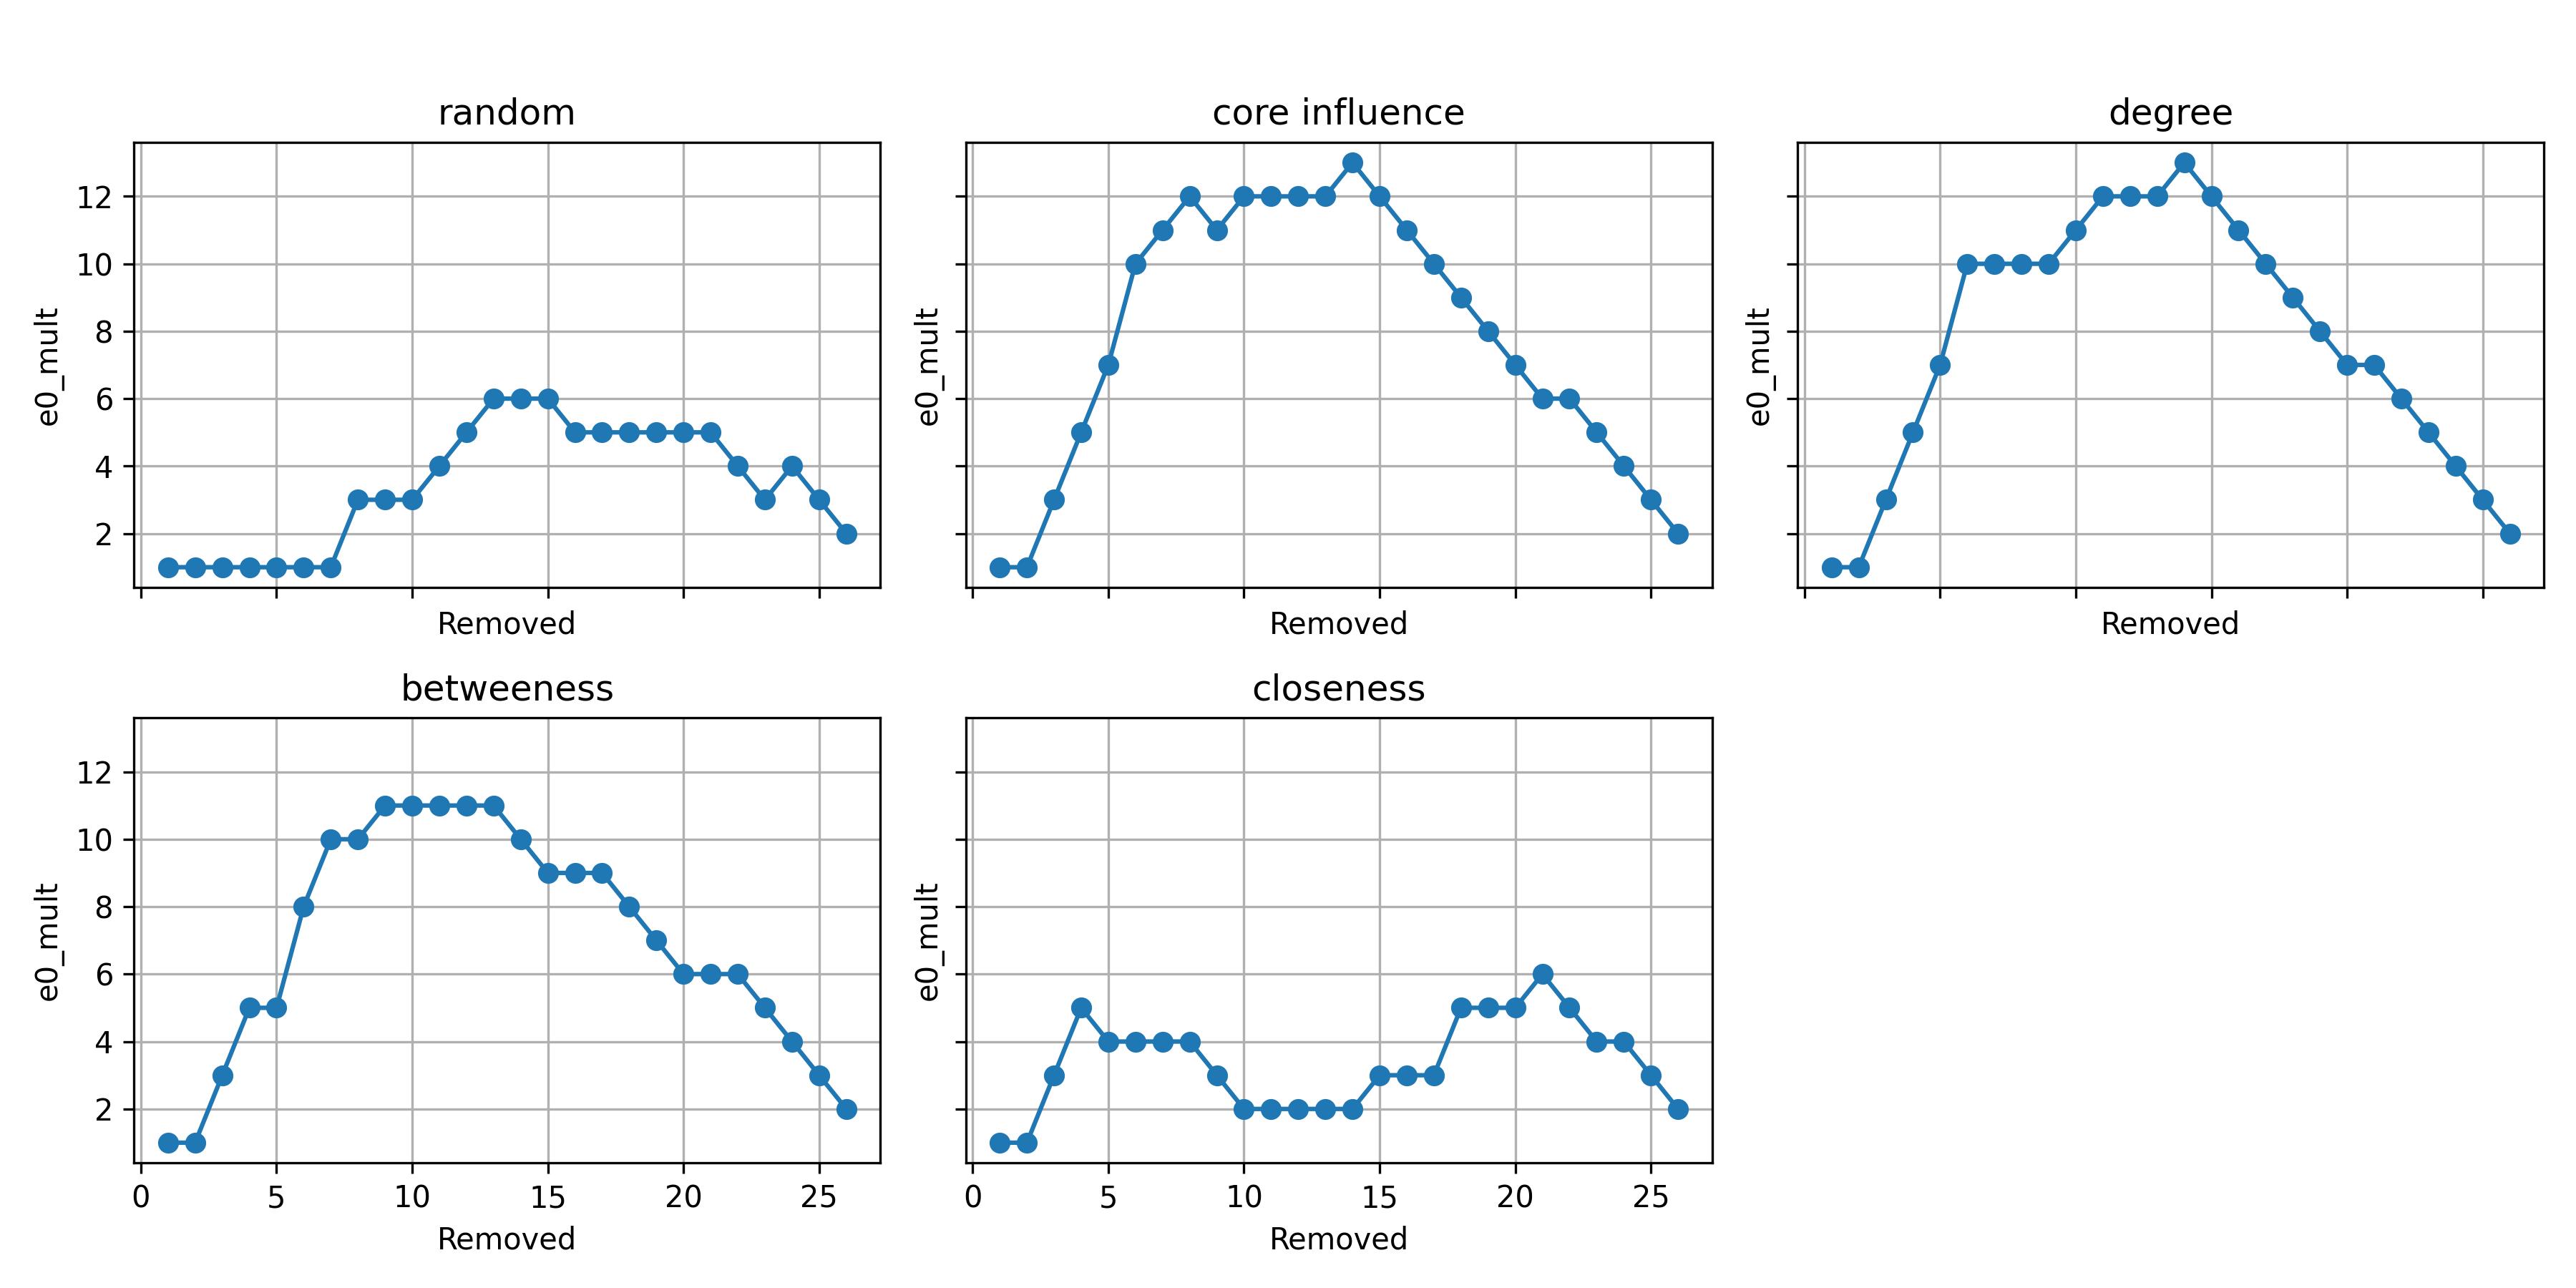 random
core influence
degree
12
10
8
6
4
2
e0_mult
e0_mult
e0_mult
Removed
Removed
Removed
betweeness
closeness
12
10
8
6
4
2
e0_mult
e0_mult
0 5 10 15 20 25
0 5 10 15 20 25
Removed
Removed